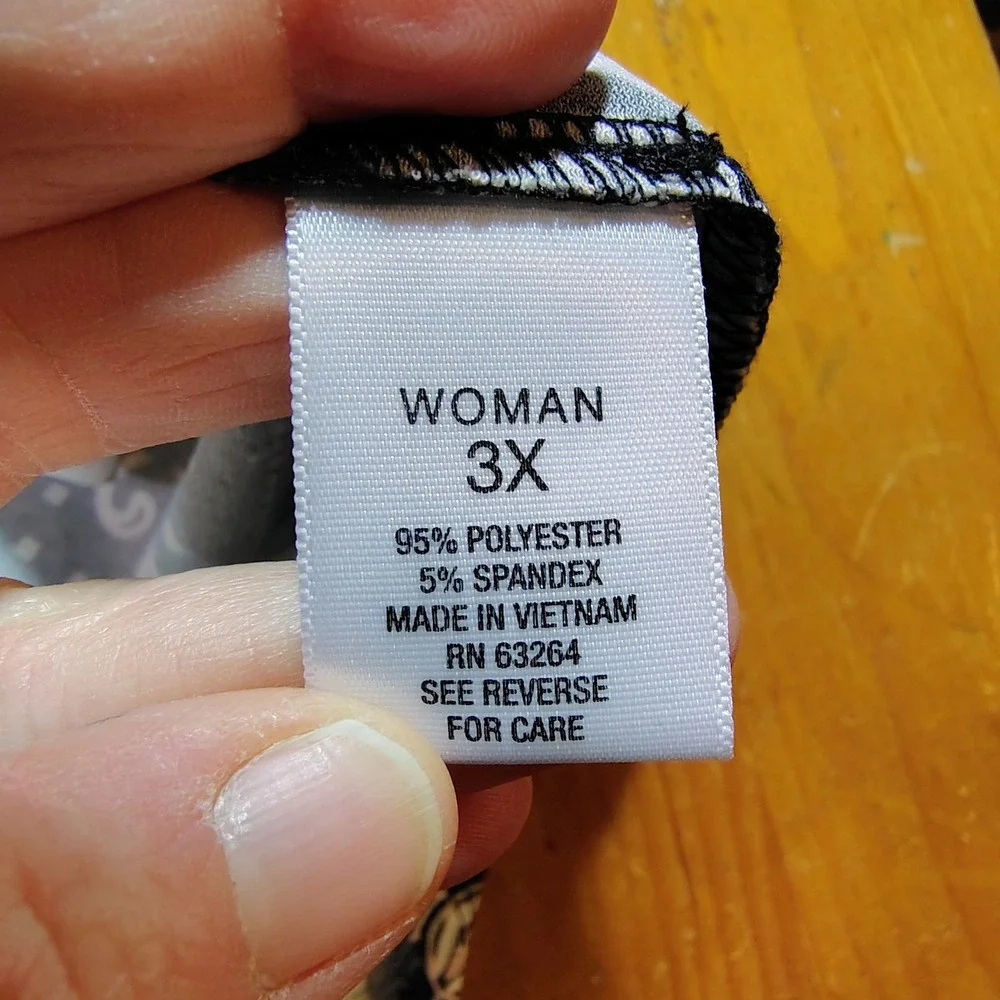 WOMAN
3X
95% POLYESTER
5% SPANDEX
MADE IN VIETNAM
RN 63264
SEE REVERSE
FOR CARE